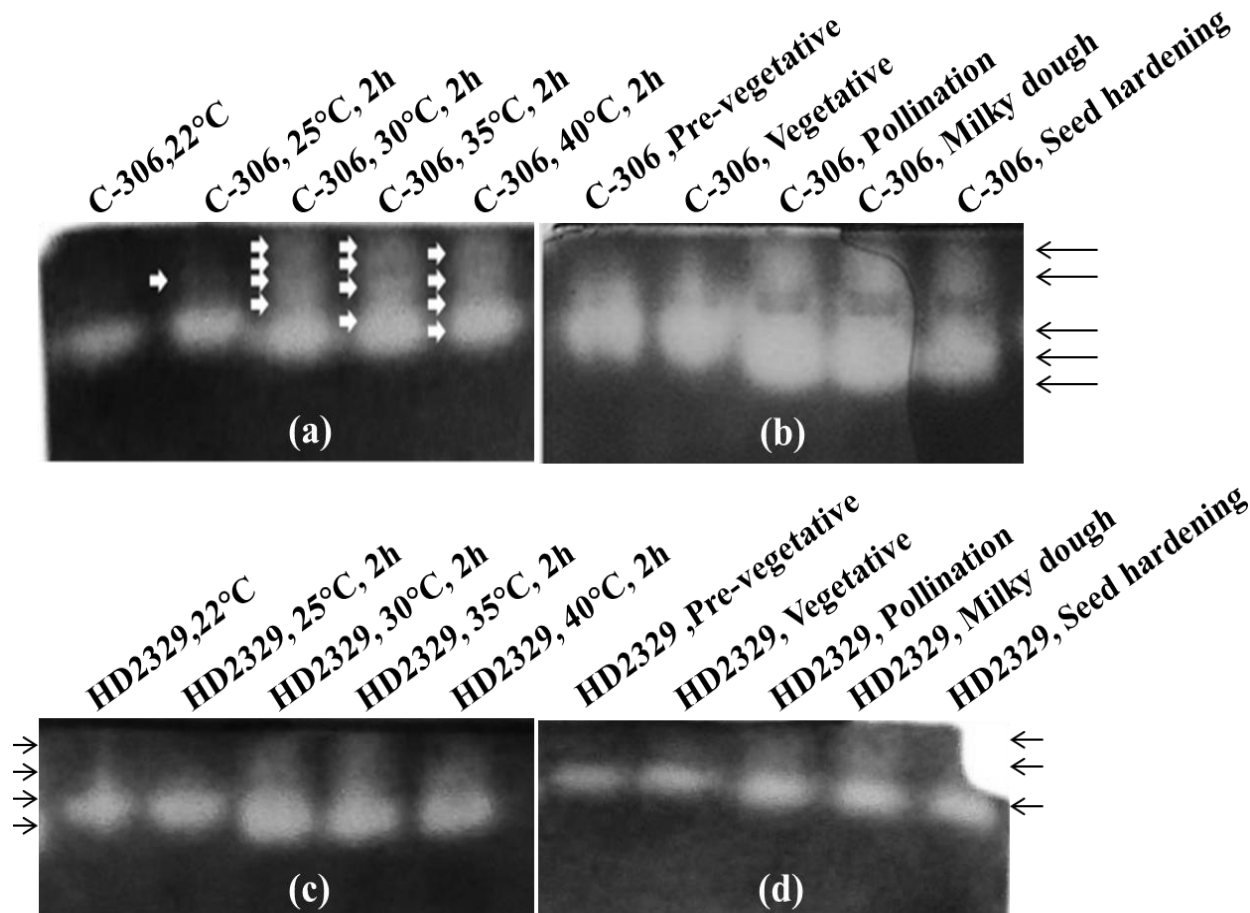 C-306,22°C
C-306, 25°C, 2h
C-306, 30°C, 2h
C-306, 35°C, 2h
C-306, 40°C, 2h
C-306 ,Pre-vegetative
C-306, Vegetative
C-306, Pollination
C-306, Milky dough
C-306, Seed hardening
(a)
(b)
HD2329,22°C
HD2329, 25°C, 2h
HD2329, 30°C, 2h
HD2329, 35°C, 2h
HD2329, 40°C, 2h
HD2329 ,Pre-vegetative
HD2329, Vegetative
HD2329, Pollination
HD2329, Milky dough
HD2329, Seed hardening
(c)
(d)